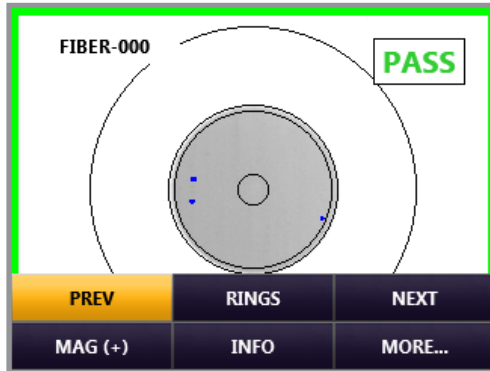 FIBER-000
PASS
PREV RINGS NEXT
MAG (+) INFO MORE...